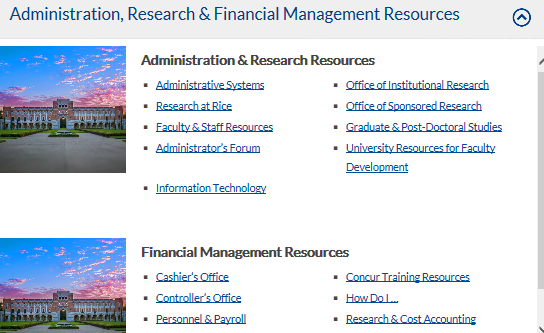 Administration, Research & Financial Management Resources
Administration & Research Resources
Administrative Systems
Office of Institutional Research
Research at Rice
Office of Sponsored Research
Faculty & Staff Resources
Graduate & Post-Doctoral Studies
Administrator's Forum
University Resources for Faculty
Development
Information Technology
Financial Management Resources
Cashier's Office
Concur Training Resources
Controller's Office
How Do I ...
Personnel & Payroll
Research & Cost Accounting